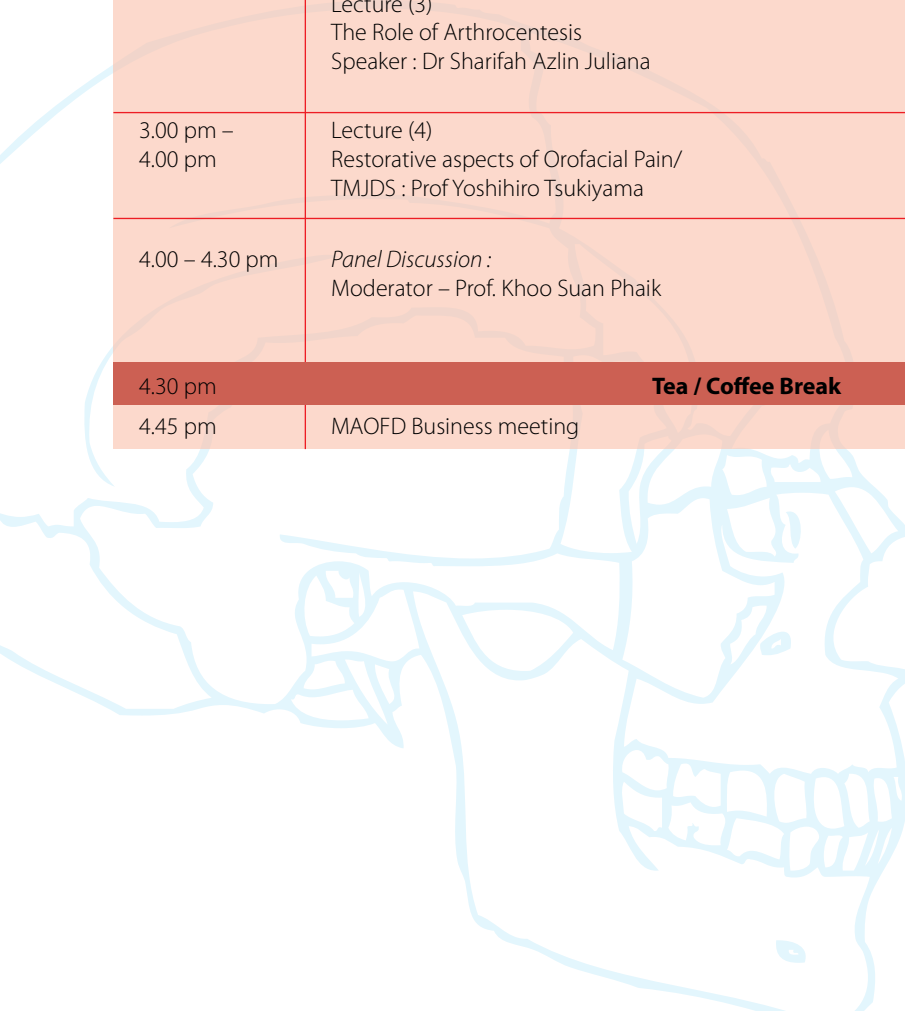 Lecture (3)
The Role of Arthrocentesis
Speaker : Dr Sharifah Azlin Juliana
3.00 pm –
4.00 pm
Lecture (4)
Restorative aspects of Orofacial Pain/
TMJDS : Prof Yoshihiro Tsukiyama
4.00 – 4.30 pm
Panel Discussion :
Moderator – Prof. Khoo Suan Phaik
4.30 pm Tea / Coffee Break
4.45 pm MAOFD Business meeting